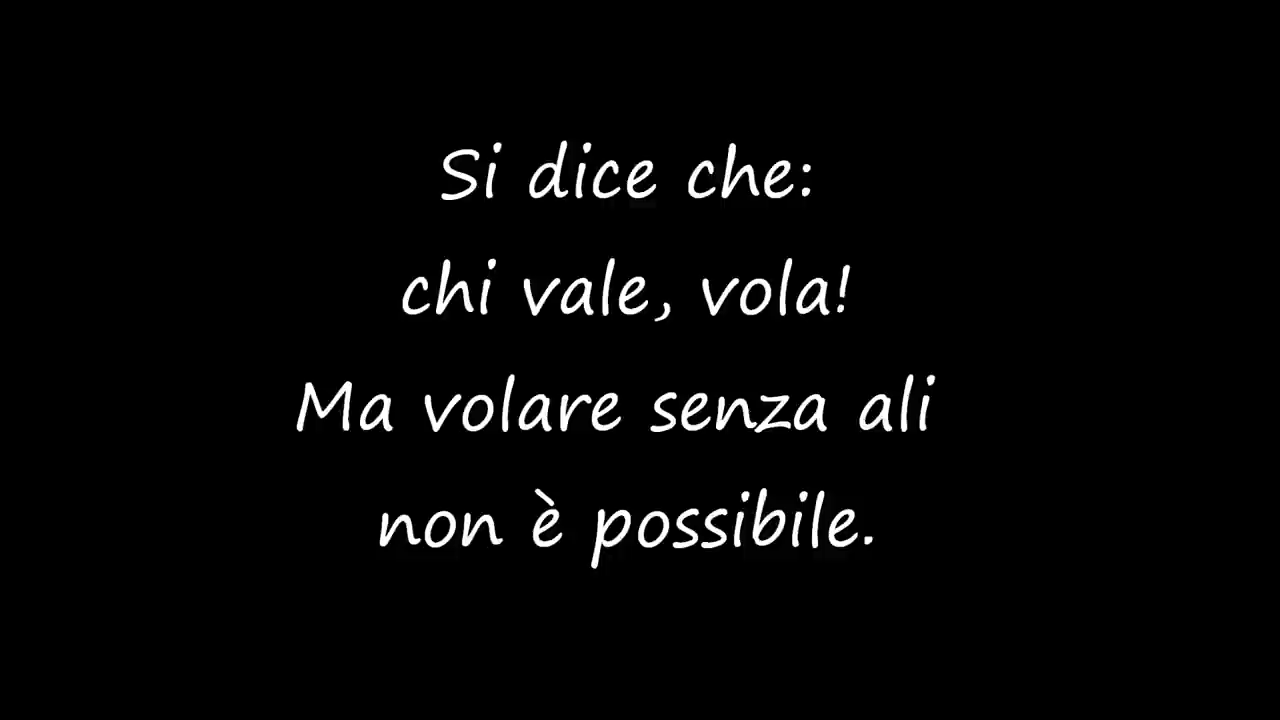 Si dice che:
chi vale, vola!
Ma volare senza ali
non è possibile.